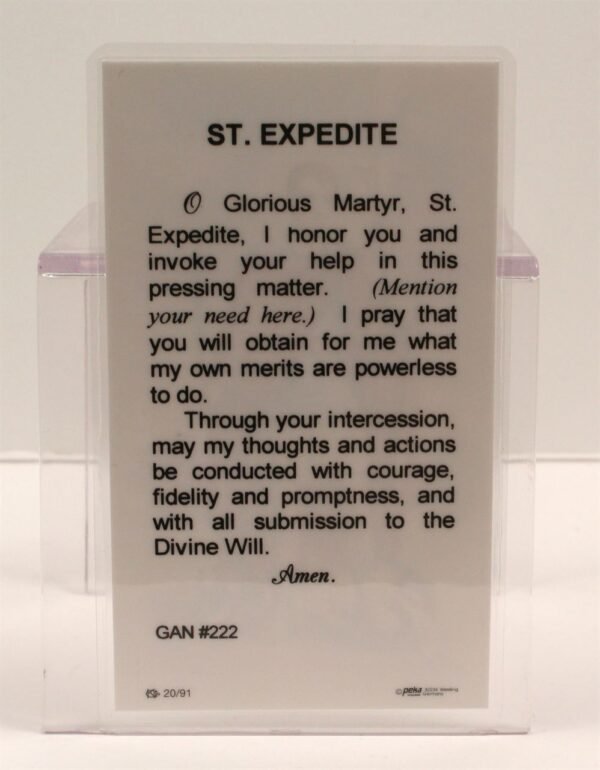 ST. EXPEDITE
O Glorious Martyr, St.
Expedite, I honor you and
invoke your help in this
pressing matter. (Mention
your need here.) I pray that
you will obtain for me what
my own merits are powerless
to do.
Through your intercession,
may my thoughts and actions
be conducted with courage,
fidelity and promptness, and
with all submission to the
Divine Will.
Amen.
GAN #222
20/91
© peka
Germany